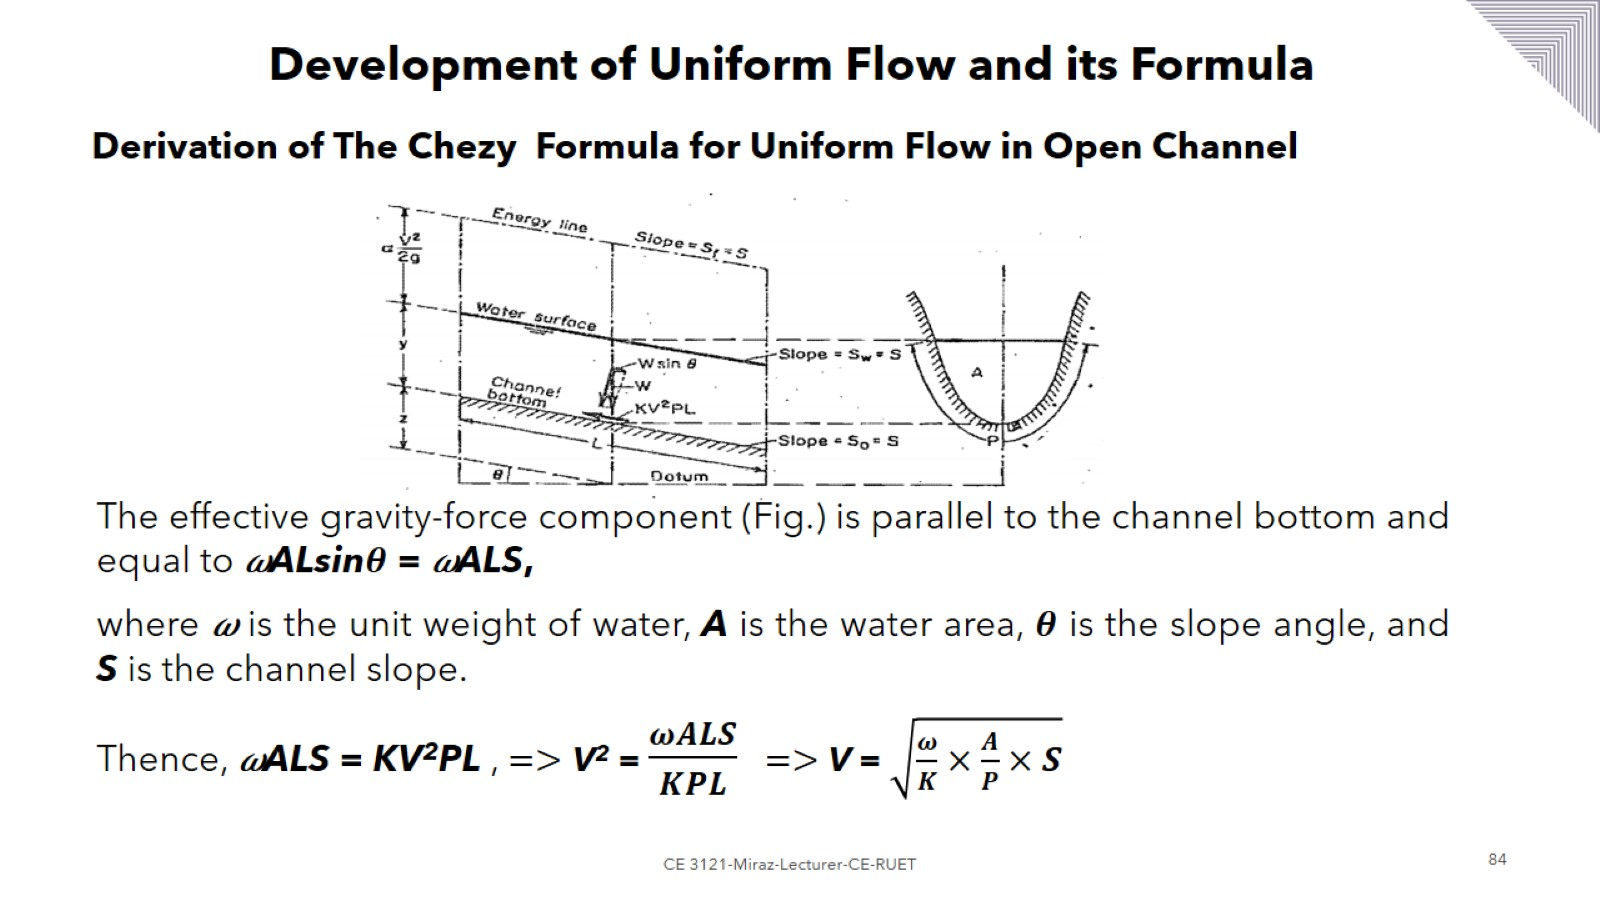 Development of Uniform Flow and its Formula
Derivation of The Chezy Formula for Uniform Flow in Open Channel
Energy line
Slope = Sf = S
α V²/2g
Water surface
y
Slope = Sw = S
A
W sin θ
W
Channel
bottom
KV²PL
z
P
L
Slope = S₀ = S
θ
Datum
The effective gravity-force component (Fig.) is parallel to the channel bottom and
equal to ωALsinθ = ωALS,
where ω is the unit weight of water, A is the water area, θ is the slope angle, and
S is the channel slope.
Thence, ωALS = KV²PL , => V² = ωALS/KPL => V = √(ω/K × A/P × S)
CE 3121-Miraz-Lecturer-CE-RUET
84